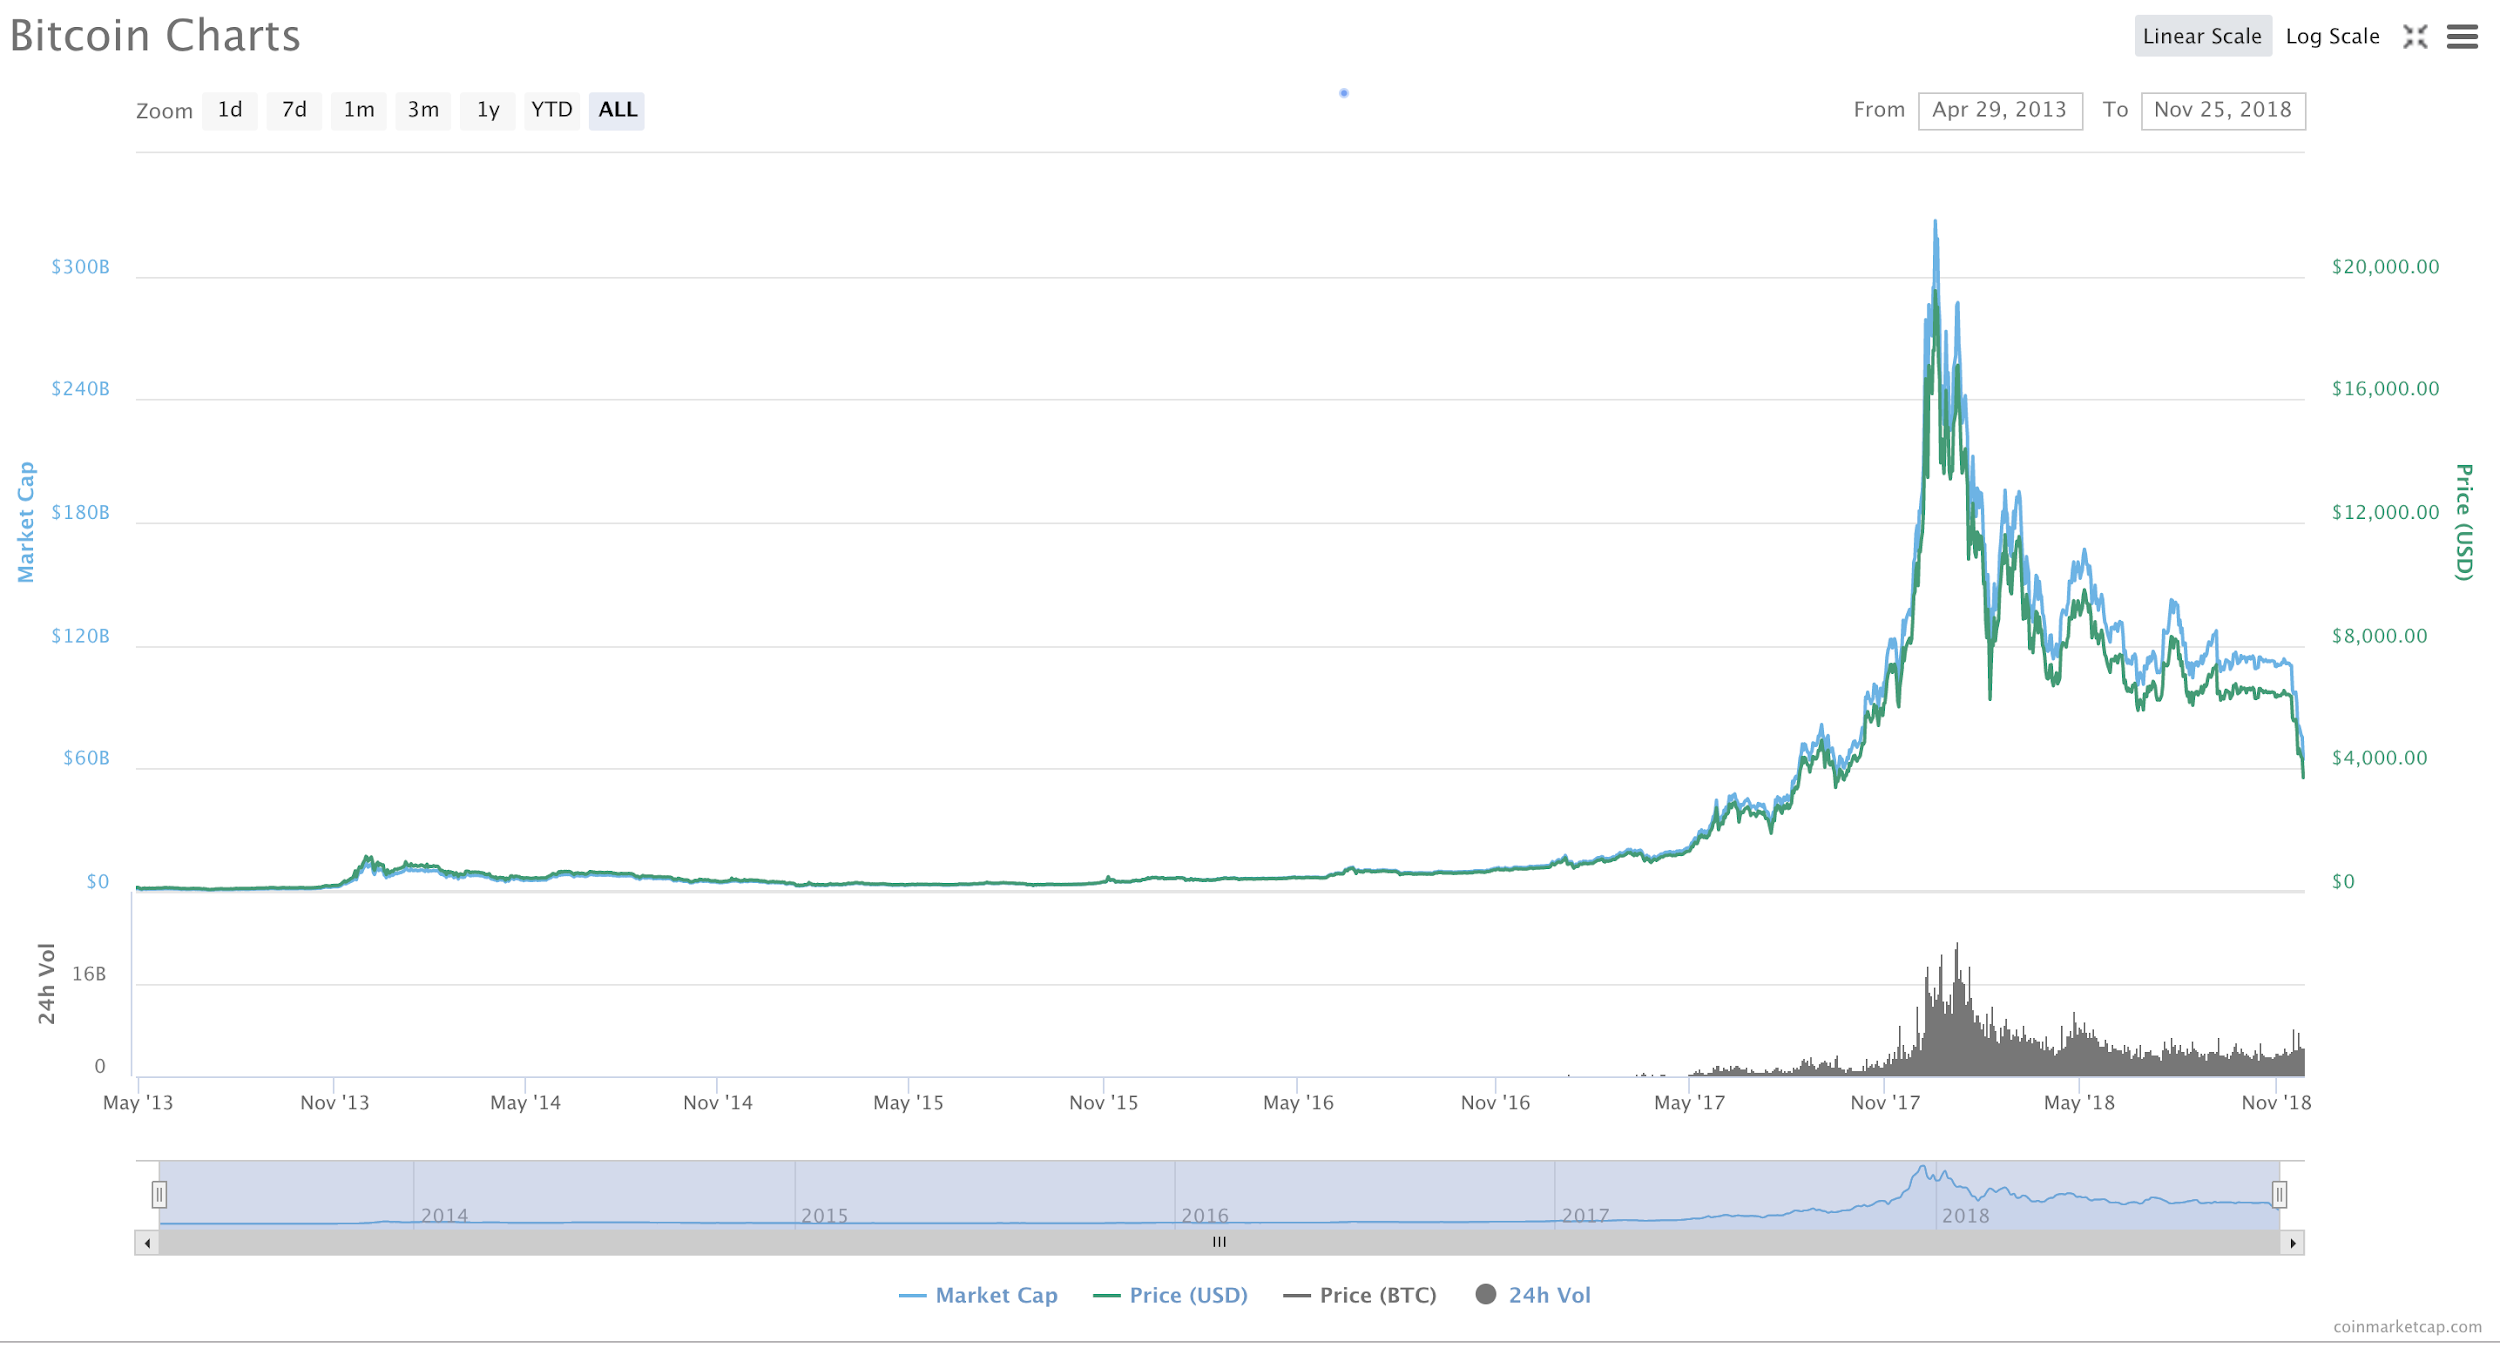 Bitcoin Charts
Linear Scale Log Scale
Zoom 1d 7d 1m 3m 1y YTD ALL
From Apr 29, 2013 To Nov 25, 2018
Market Cap
$300B
$240B
$180B
$120B
$60B
$0
Price (USD)
$20,000.00
$16,000.00
$12,000.00
$8,000.00
$4,000.00
$0
24h Vol
16B
0
May '13 Nov '13 May '14 Nov '14 May '15 Nov '15 May '16 Nov '16 May '17 Nov '17 May '18 Nov '18
2014 2015 2016 2017 2018
Market Cap Price (USD) Price (BTC) 24h Vol
coinmarketcap.com